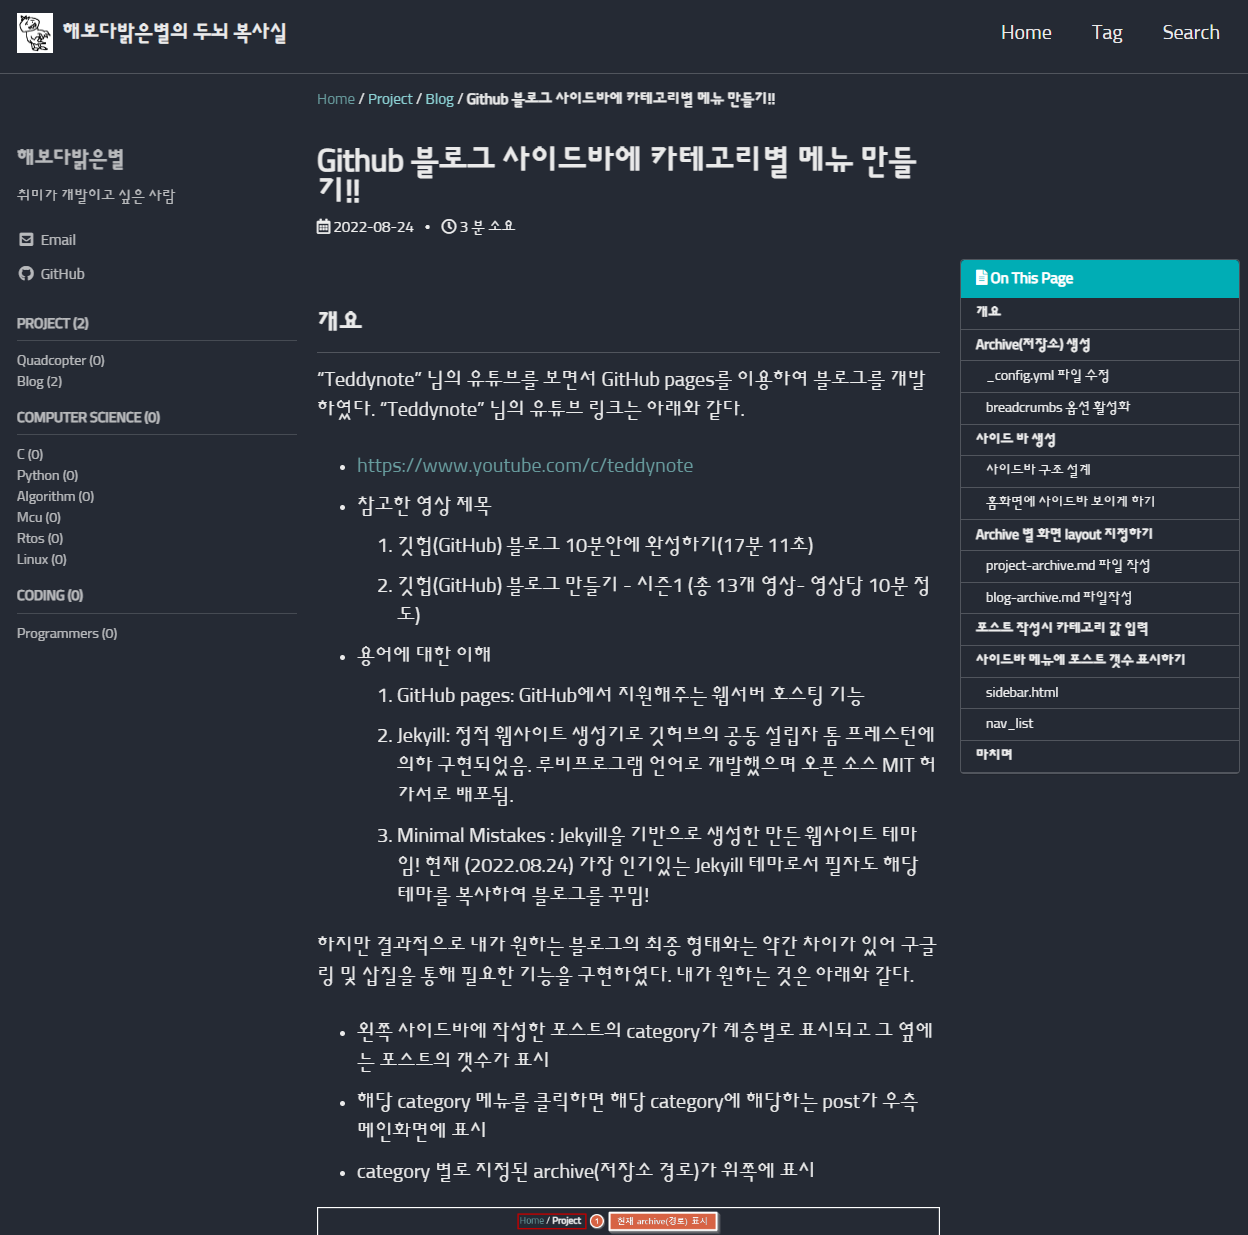 해보다밝은별의 두뇌 복사실
Home Tag Search
Home / Project / Blog / Github 블로그 사이드바에 카테고리별 메뉴 만들기!!
해보다밝은별
취미가 개발이고 싶은 사람
Email
GitHub
PROJECT (2)
Quadcopter (0)
Blog (2)
COMPUTER SCIENCE (0)
C (0)
Python (0)
Algorithm (0)
Mcu (0)
Rtos (0)
Linux (0)
CODING (0)
Programmers (0)
Github 블로그 사이드바에 카테고리별 메뉴 만들
기!!
2022-08-24 • 3 분 소요
개요
“Teddynote” 님의 유튜브를 보면서 GitHub pages를 이용하여 블로그를 개발
하였다. “Teddynote” 님의 유튜브 링크는 아래와 같다.
• https://www.youtube.com/c/teddynote
• 참고한 영상 제목
1. 깃헙(GitHub) 블로그 10분안에 완성하기(17분 11초)
2. 깃헙(GitHub) 블로그 만들기 - 시즌1 (총 13개 영상- 영상당 10분 정
도)
• 용어에 대한 이해
1. GitHub pages: GitHub에서 지원해주는 웹서버 호스팅 기능
2. Jekyill: 정적 웹사이트 생성기로 깃허브의 공동 설립자 톰 프레스턴에
의하 구현되었음. 루비프로그램 언어로 개발했으며 오픈 소스 MIT 허
가서로 배포됨.
3. Minimal Mistakes : Jekyill을 기반으로 생성한 만든 웹사이트 테마
임! 현재 (2022.08.24) 가장 인기있는 Jekyill 테마로서 필자도 해당
테마를 복사하여 블로그를 꾸밈!
하지만 결과적으로 내가 원하는 블로그의 최종 형태와는 약간 차이가 있어 구글
링 및 삽질을 통해 필요한 기능을 구현하였다. 내가 원하는 것은 아래와 같다.
• 왼쪽 사이드바에 작성한 포스트의 category가 계층별로 표시되고 그 옆에
는 포스트의 갯수가 표시
• 해당 category 메뉴를 클릭하면 해당 category에 해당하는 post가 우측
메인화면에 표시
• category 별로 지정된 archive(저장소 경로)가 위쪽에 표시
Home / Project 1 현재 archive(경로) 표시
On This Page
개요
Archive(저장소) 생성
_config.yml 파일 수정
breadcrumbs 옵션 활성화
사이드 바 생성
사이드바 구조 설계
홈화면에 사이드바 보이게 하기
Archive 별 화면 layout 지정하기
project-archive.md 파일 작성
blog-archive.md 파일작성
포스트 작성시 카테고리 값 입력
사이드바 메뉴에 포스트 갯수 표시하기
sidebar.html
nav_list
마치며